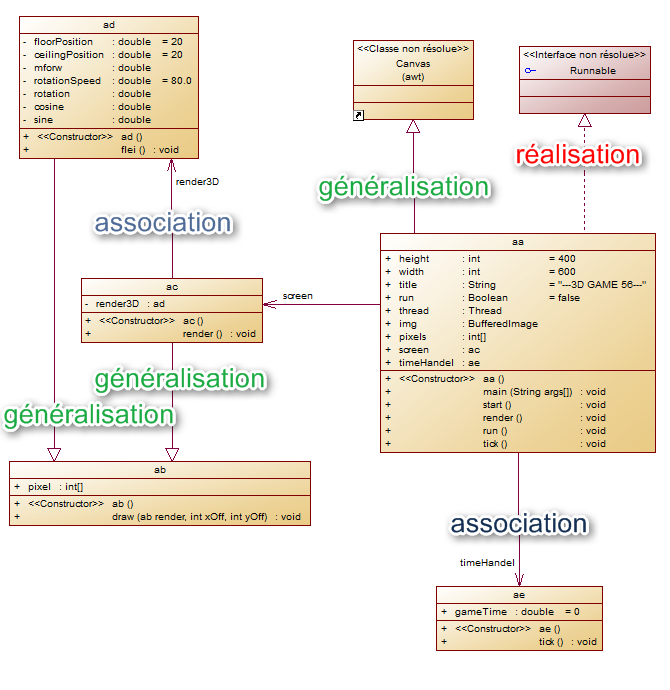 ad
- floorPosition : double = 20
- ceilingPosition : double = 20
- mforw : double
- rotationSpeed : double = 80.0
- rotation : double
- cosine : double
- sine : double
+ <<Constructor>> ad ()
+ flei () : void
<<Classe non résolue>>
Canvas
(awt)
<<Interface non résolue>>
Runnable
réalisation
généralisation
render3D
association
aa
+ height : int = 400
+ width : int = 600
+ title : String = "---3D GAME 56---"
+ run : Boolean = false
+ thread : Thread
+ img : BufferedImage
+ pixels : int[]
+ screen : ac
+ timeHandel : ae
+ <<Constructor>> aa ()
+ main (String args[]) : void
+ start () : void
+ render () : void
+ run () : void
+ tick () : void
screen
ac
- render3D : ad
+ <<Constructor>> ac ()
+ render () : void
généralisation
généralisation
ab
+ pixel : int[]
+ <<Constructor>> ab ()
+ draw (ab render, int xOff, int yOff) : void
association
timeHandel
ae
+ gameTime : double = 0
+ <<Constructor>> ae ()
+ tick () : void